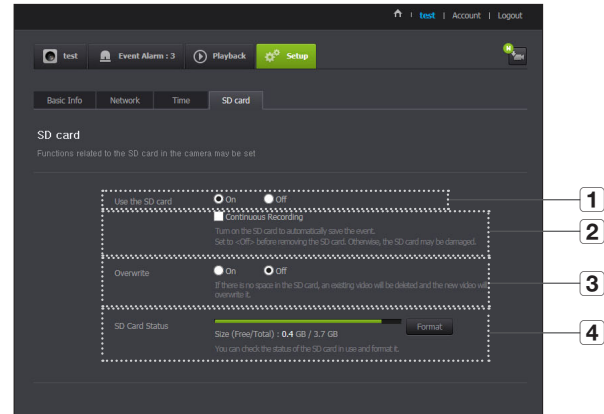 test | Account | Logout
test
Event Alarm : 3
Playback
Setup
M
Basic Info
Network
Time
SD card
SD card
Functions related to the SD card in the camera may be set
Use the SD card
On
Off
1
Continuous Recording
Turn on the SD card to automatically save the event.
Set to <Off> before removing the SD card. Otherwise, the SD card may be damaged.
2
Overwrite
On
Off
If there is no space in the SD card, an existing video will be deleted and the new video will
overwrite it.
3
SD Card Status
Size (Free/Total) : 0.4 GB / 3.7 GB
Format
You can check the status of the SD card in use and format it.
4